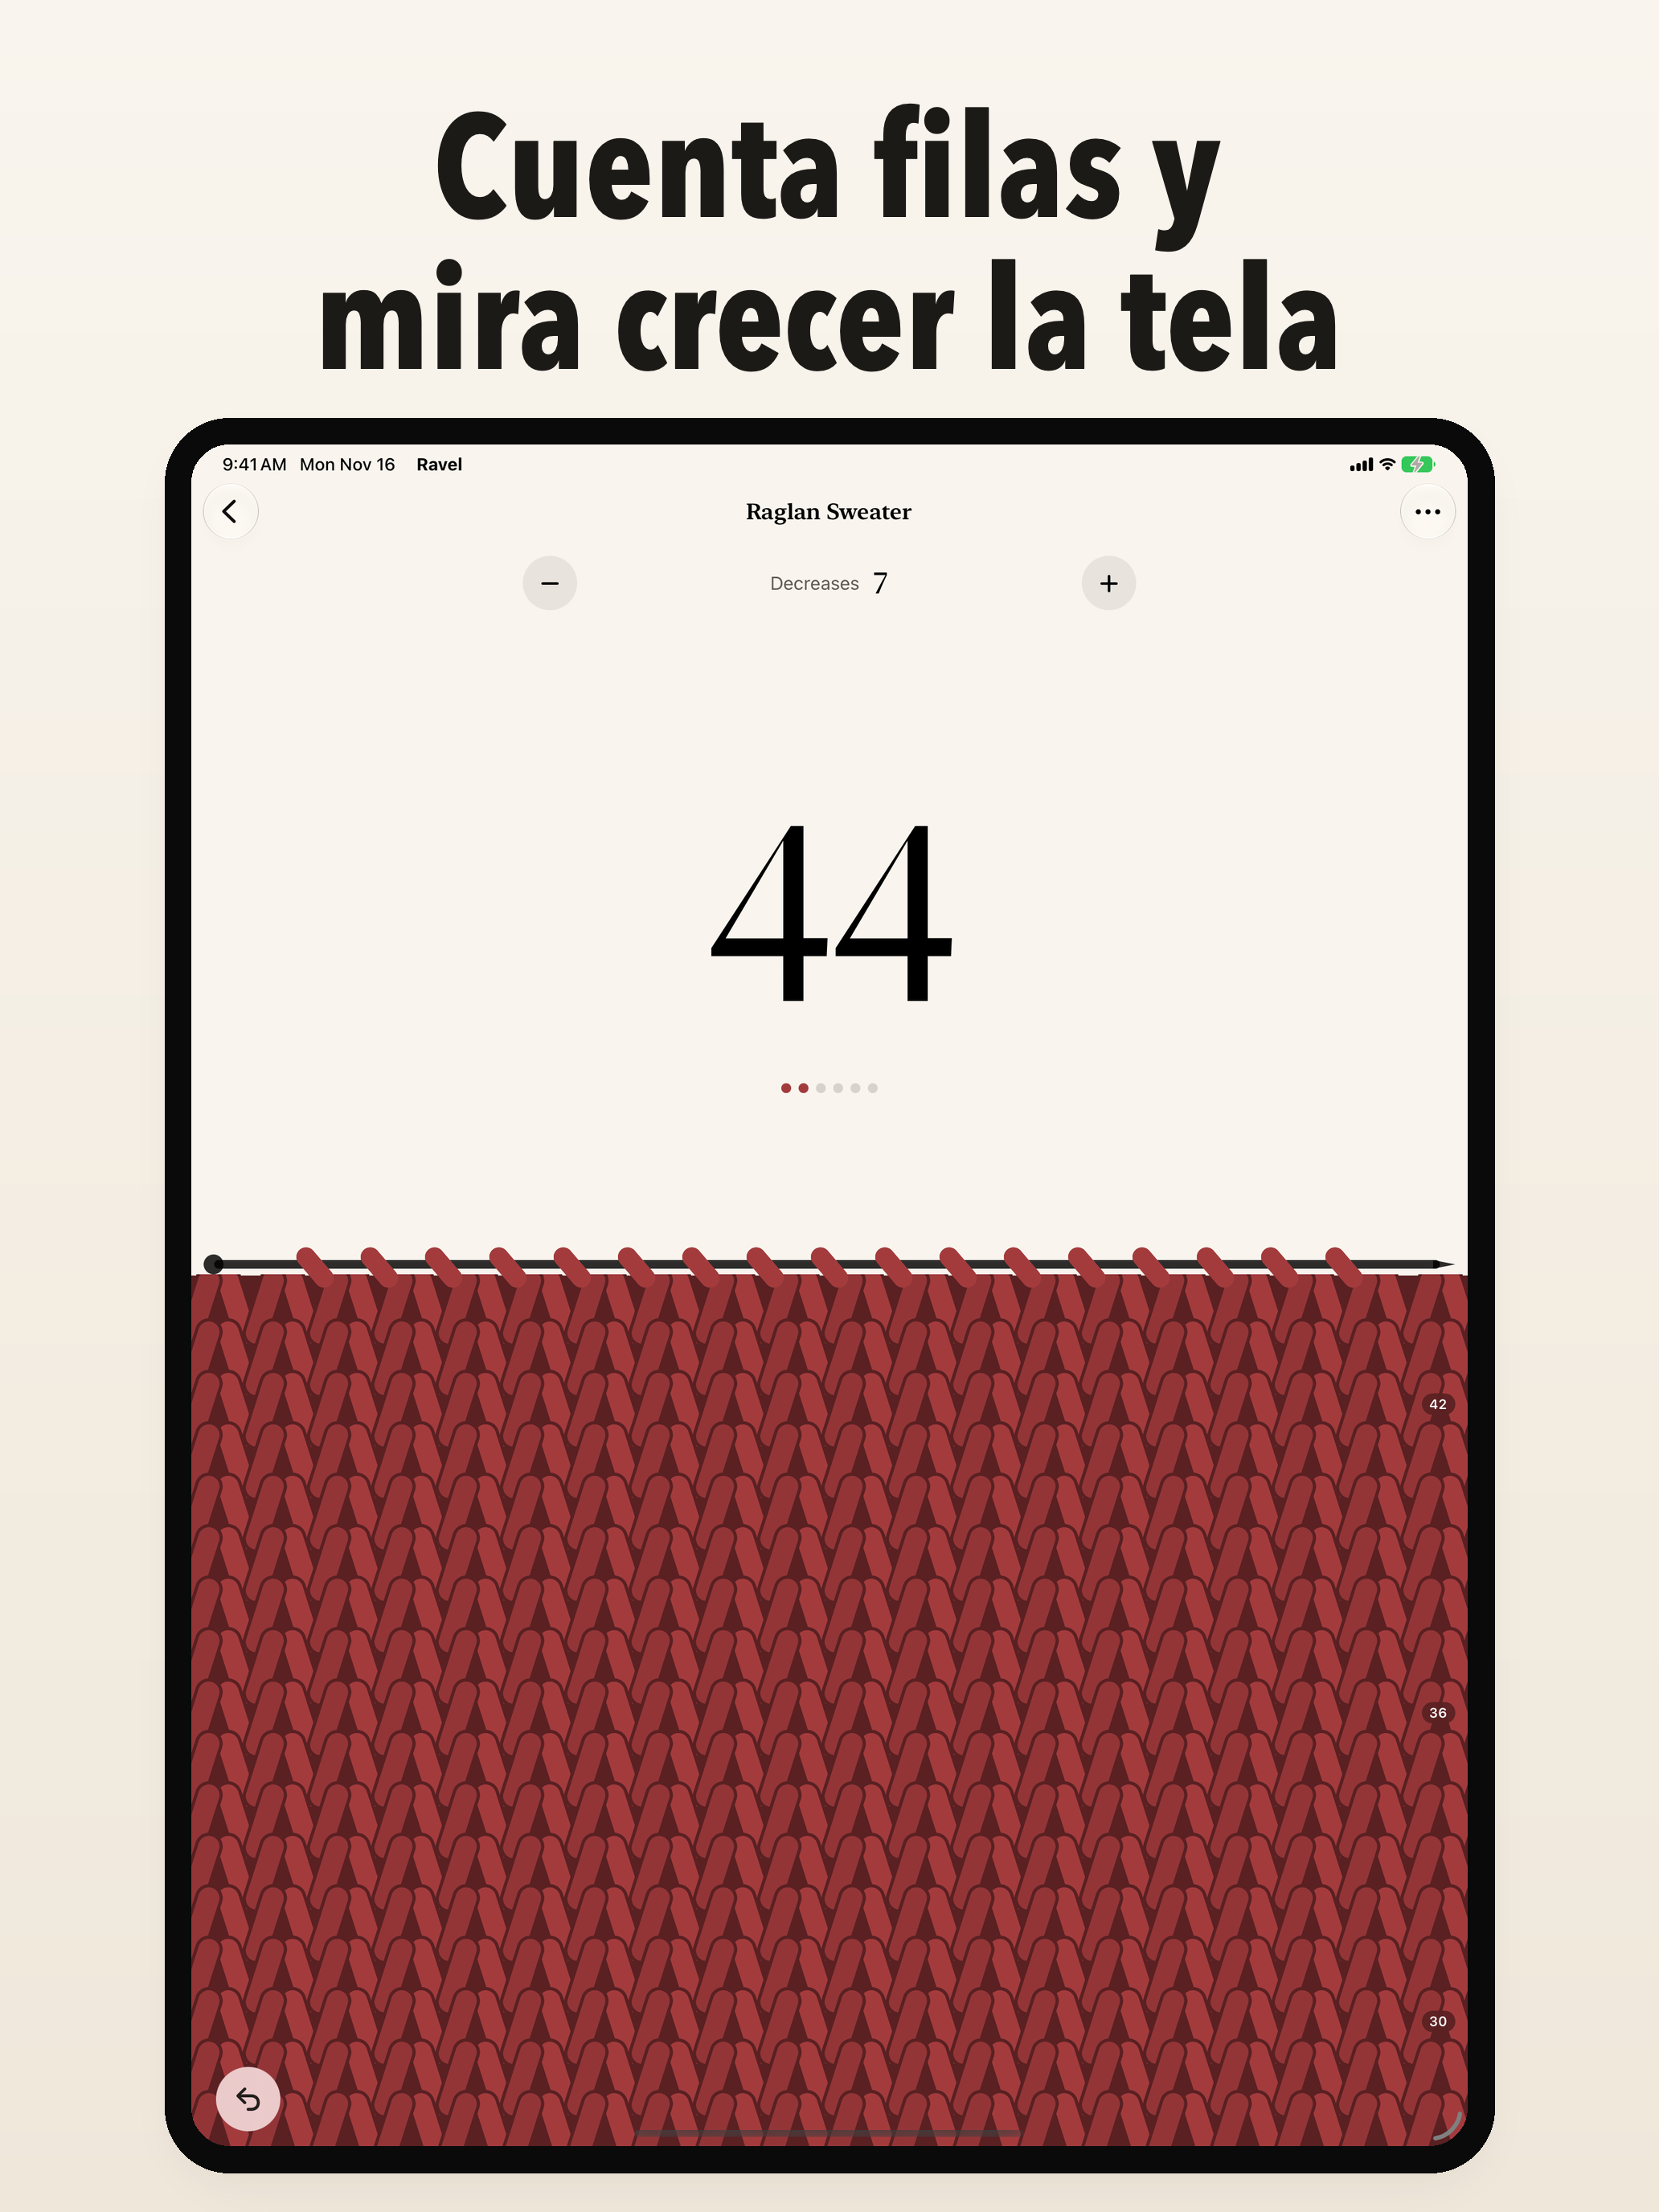 Cuenta filas y
mira crecer la tela
9:41 AM Mon Nov 16 Ravel
Raglan Sweater
Decreases 7
44
42
36
30